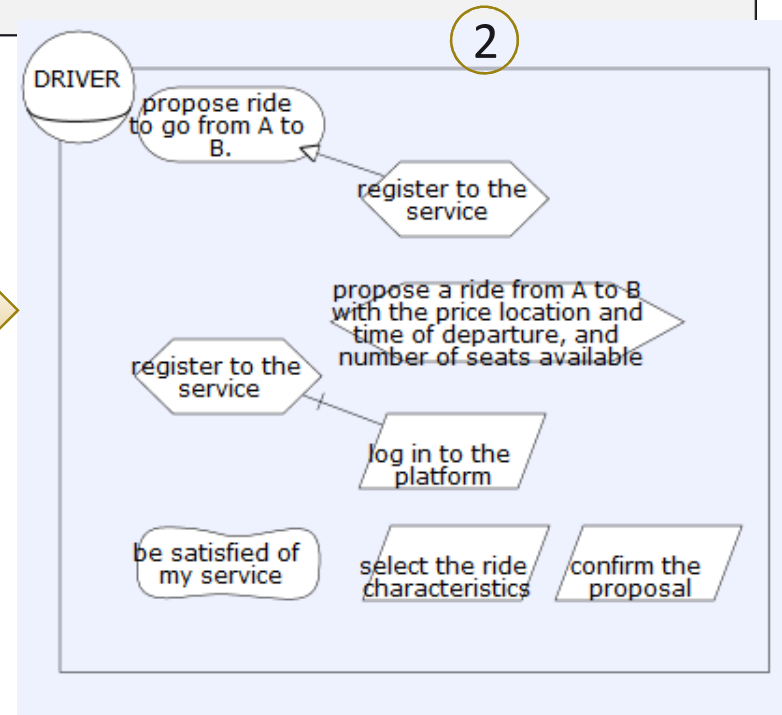 2
DRIVER
propose ride
to go from A to
B.
register to the
service
propose a ride from A to B
with the price location and
time of departure, and
number of seats available
register to the
service
log in to the
platform
be satisfied of
my service
select the ride
characteristics
confirm the
proposal